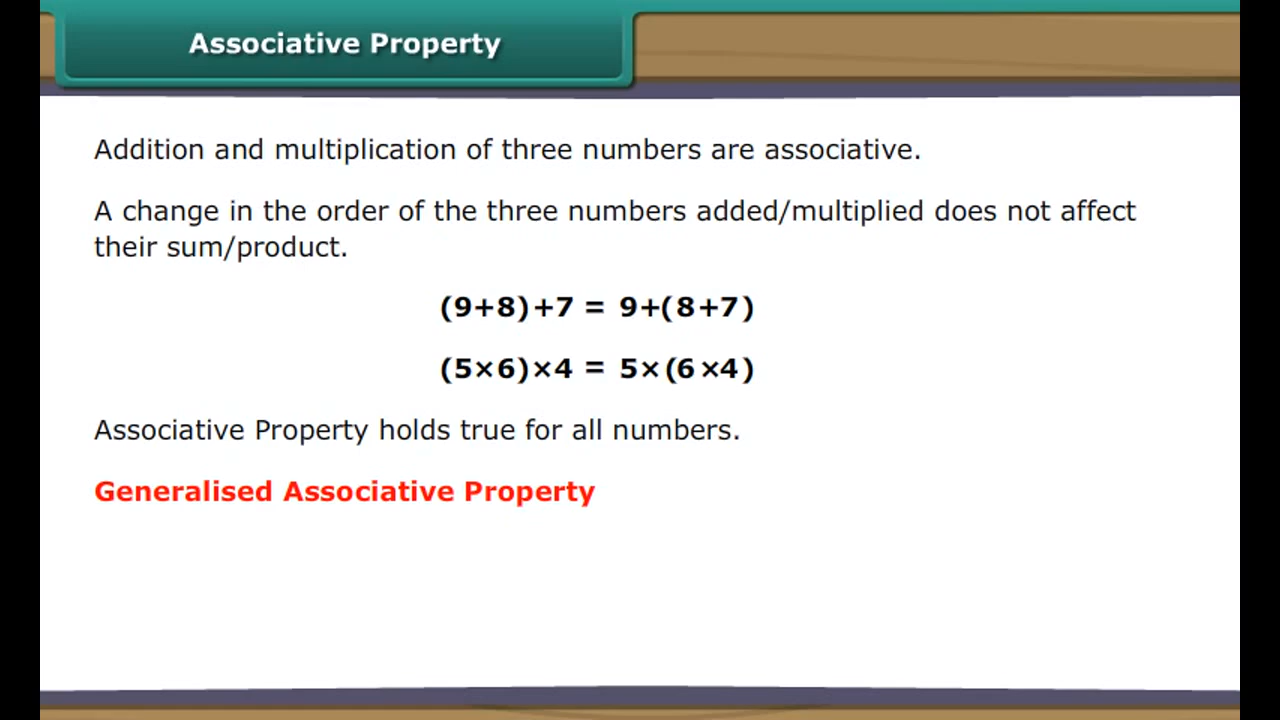 Associative Property
Addition and multiplication of three numbers are associative.
A change in the order of the three numbers added/multiplied does not affect
their sum/product.
(9+8)+7 = 9+(8+7)
(5×6)×4 = 5×(6×4)
Associative Property holds true for all numbers.
Generalised Associative Property